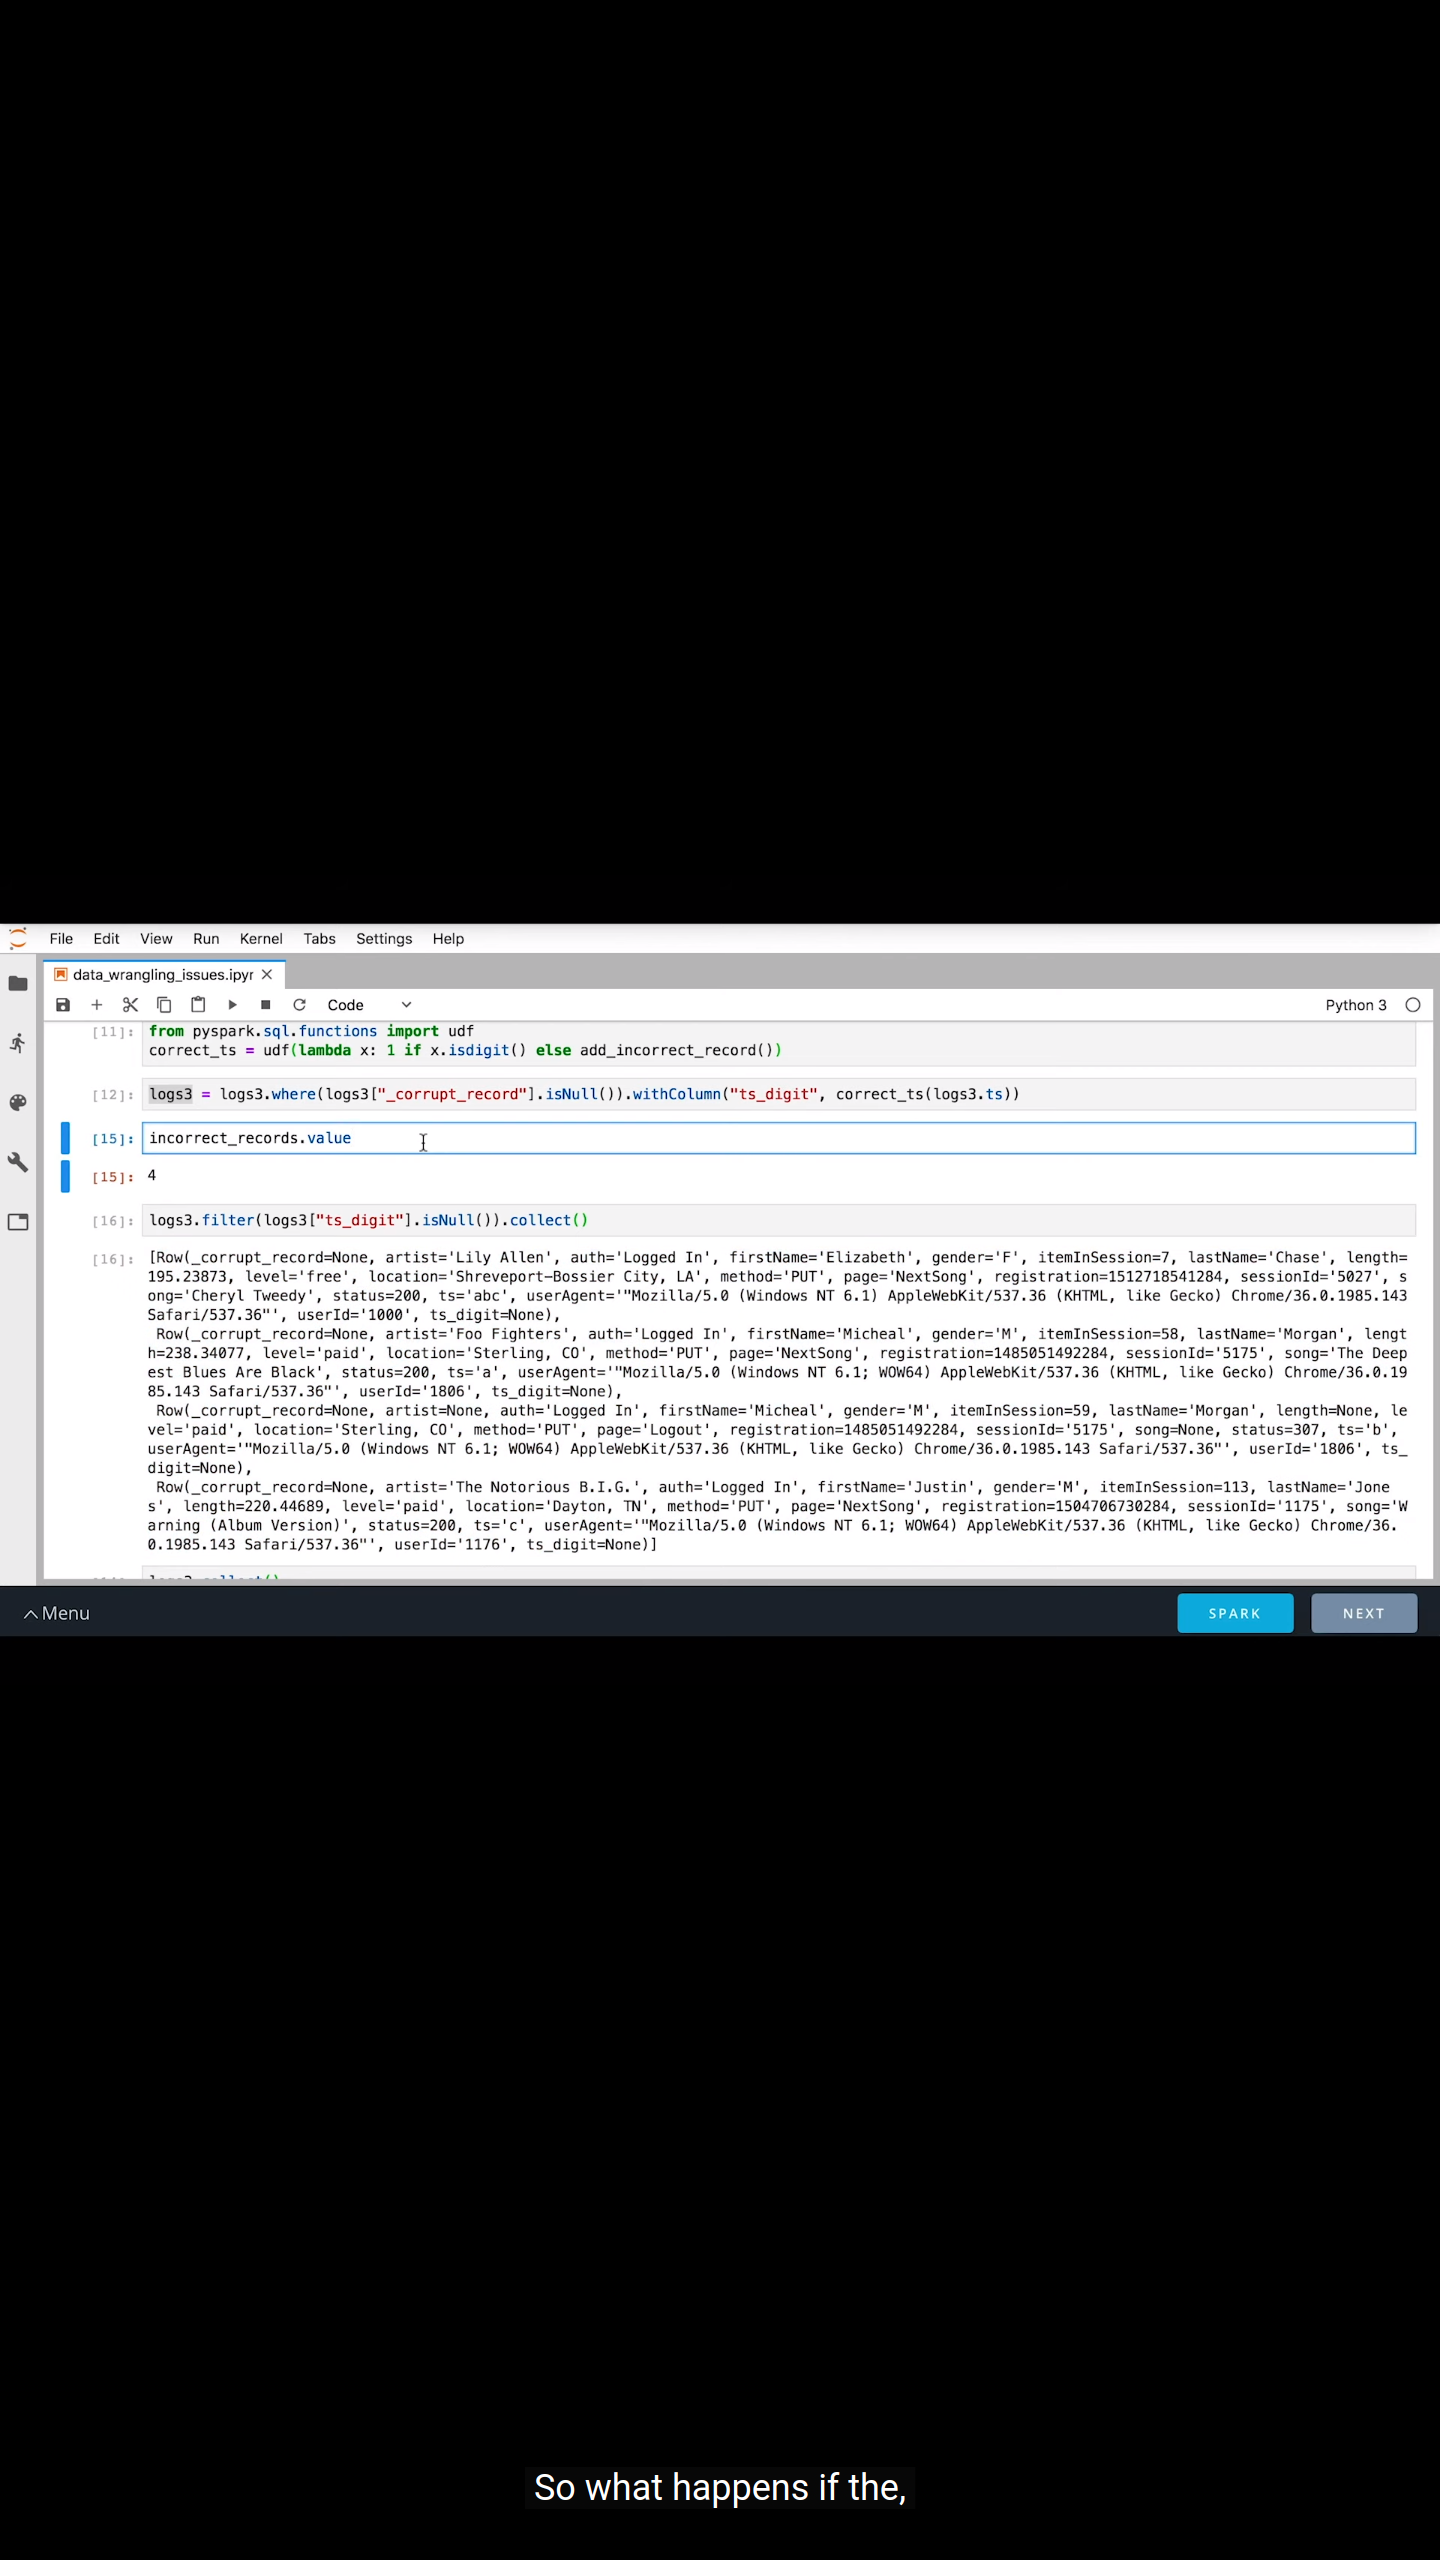 File Edit View Run Kernel Tabs Settings Help
data_wrangling_issues.ipyr
Code
Python 3
[11]: from pyspark.sql.functions import udf
correct_ts = udf(lambda x: 1 if x.isdigit() else add_incorrect_record())
[12]: logs3 = logs3.where(logs3["_corrupt_record"].isNull()).withColumn("ts_digit", correct_ts(logs3.ts))
[15]: incorrect_records.value
[15]: 4
[16]: logs3.filter(logs3["ts_digit"].isNull()).collect()
[16]: [Row(_corrupt_record=None, artist='Lily Allen', auth='Logged In', firstName='Elizabeth', gender='F', itemInSession=7, lastName='Chase', length=
195.23873, level='free', location='Shreveport-Bossier City, LA', method='PUT', page='NextSong', registration=1512718541284, sessionId='5027', s
ong='Cheryl Tweedy', status=200, ts='abc', userAgent='"Mozilla/5.0 (Windows NT 6.1) AppleWebKit/537.36 (KHTML, like Gecko) Chrome/36.0.1985.143
Safari/537.36"', userId='1000', ts_digit=None),
Row(_corrupt_record=None, artist='Foo Fighters', auth='Logged In', firstName='Micheal', gender='M', itemInSession=58, lastName='Morgan', lengt
h=238.34077, level='paid', location='Sterling, CO', method='PUT', page='NextSong', registration=1485051492284, sessionId='5175', song='The Deep
est Blues Are Black', status=200, ts='a', userAgent='"Mozilla/5.0 (Windows NT 6.1; WOW64) AppleWebKit/537.36 (KHTML, like Gecko) Chrome/36.0.19
85.143 Safari/537.36"', userId='1806', ts_digit=None),
Row(_corrupt_record=None, artist=None, auth='Logged In', firstName='Micheal', gender='M', itemInSession=59, lastName='Morgan', length=None, le
vel='paid', location='Sterling, CO', method='PUT', page='Logout', registration=1485051492284, sessionId='5175', song=None, status=307, ts='b',
userAgent='"Mozilla/5.0 (Windows NT 6.1; WOW64) AppleWebKit/537.36 (KHTML, like Gecko) Chrome/36.0.1985.143 Safari/537.36"', userId='1806', ts_
digit=None),
Row(_corrupt_record=None, artist='The Notorious B.I.G.', auth='Logged In', firstName='Justin', gender='M', itemInSession=113, lastName='Jone
s', length=220.44689, level='paid', location='Dayton, TN', method='PUT', page='NextSong', registration=1504706730284, sessionId='1175', song='W
arning (Album Version)', status=200, ts='c', userAgent='"Mozilla/5.0 (Windows NT 6.1; WOW64) AppleWebKit/537.36 (KHTML, like Gecko) Chrome/36.
0.1985.143 Safari/537.36"', userId='1176', ts_digit=None)]
Menu
SPARK
NEXT
So what happens if the,